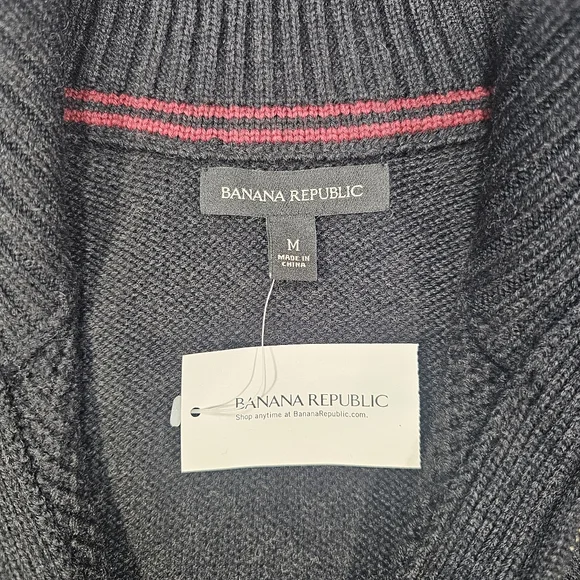 BANANA REPUBLIC
M
MADE IN
CHINA
BANANA REPUBLIC
Shop anytime at BananaRepublic.com.